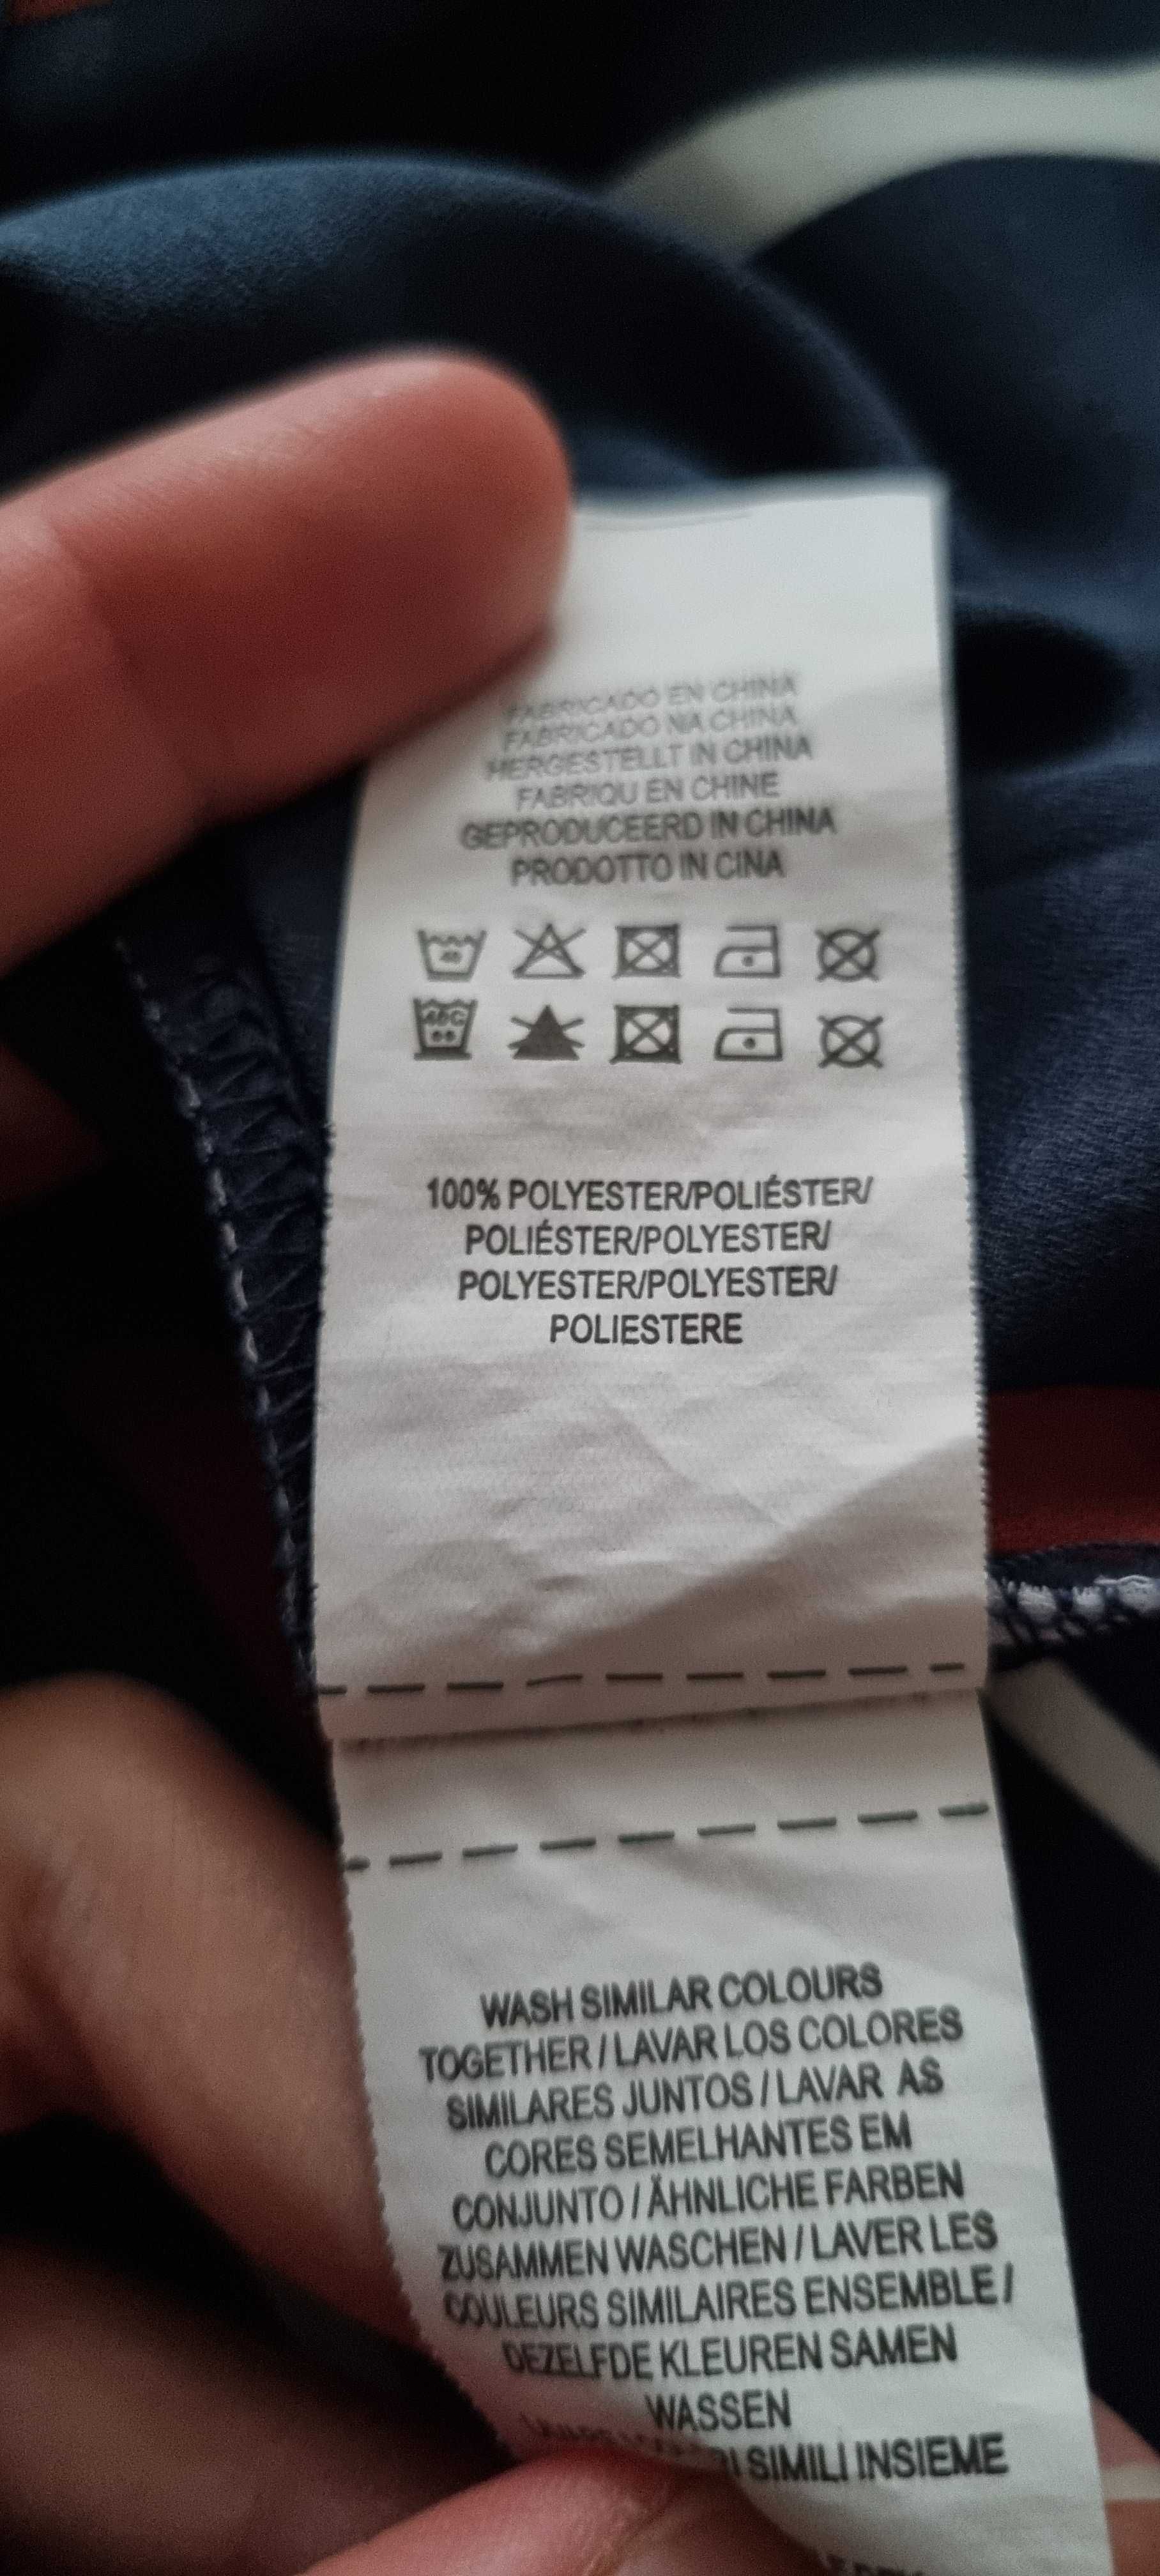 FABRICADO EN CHINA
FABRICADO NA CHINA
HERGESTELLT IN CHINA
FABRIQU EN CHINE
GEPRODUCEERD IN CHINA
PRODOTTO IN CINA
40
40C
100% POLYESTER/POLIÉSTER/
POLIÉSTER/POLYESTER/
POLYESTER/POLYESTER/
POLIESTERE
WASH SIMILAR COLOURS
TOGETHER / LAVAR LOS COLORES
SIMILARES JUNTOS / LAVAR AS
CORES SEMELHANTES EM
CONJUNTO / ÄHNLICHE FARBEN
ZUSAMMEN WASCHEN / LAVER LES
COULEURS SIMILAIRES ENSEMBLE /
DEZELFDE KLEUREN SAMEN
WASSEN
SIMILI INSIEME